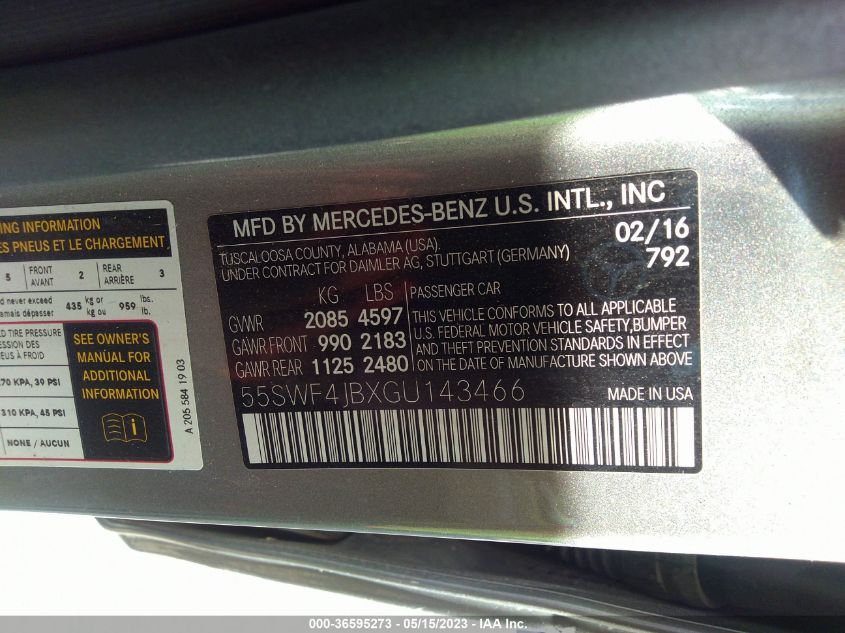 ING INFORMATION
ES PNEUS ET LE CHARGEMENT
5 FRONT AVANT 2 REAR ARRIÈRE 3
d never exceed 435 kg or 959 lbs.
amais dépasser kg ou lb.
D TIRE PRESSURE
ESSION DES
EUS À FROID
70 KPA, 39 PSI
310 KPA, 45 PSI
NONE / AUCUN
SEE OWNER'S
MANUAL FOR
ADDITIONAL
INFORMATION
A 205 584 19 03
MFD BY MERCEDES-BENZ U.S. INTL., INC
TUSCALOOSA COUNTY, ALABAMA (USA). 02/16
UNDER CONTRACT FOR DAIMLER AG, STUTTGART (GERMANY) 792
KG LBS PASSENGER CAR
GVWR 2085 4597
GAWR FRONT 990 2183
GAWR REAR 1125 2480
THIS VEHICLE CONFORMS TO ALL APPLICABLE
U.S. FEDERAL MOTOR VEHICLE SAFETY, BUMPER
AND THEFT PREVENTION STANDARDS IN EFFECT
ON THE DATE OF MANUFACTURE SHOWN ABOVE
55SWF4JBXGU143466 MADE IN USA
000-36595273 - 05/15/2023 - IAA Inc.